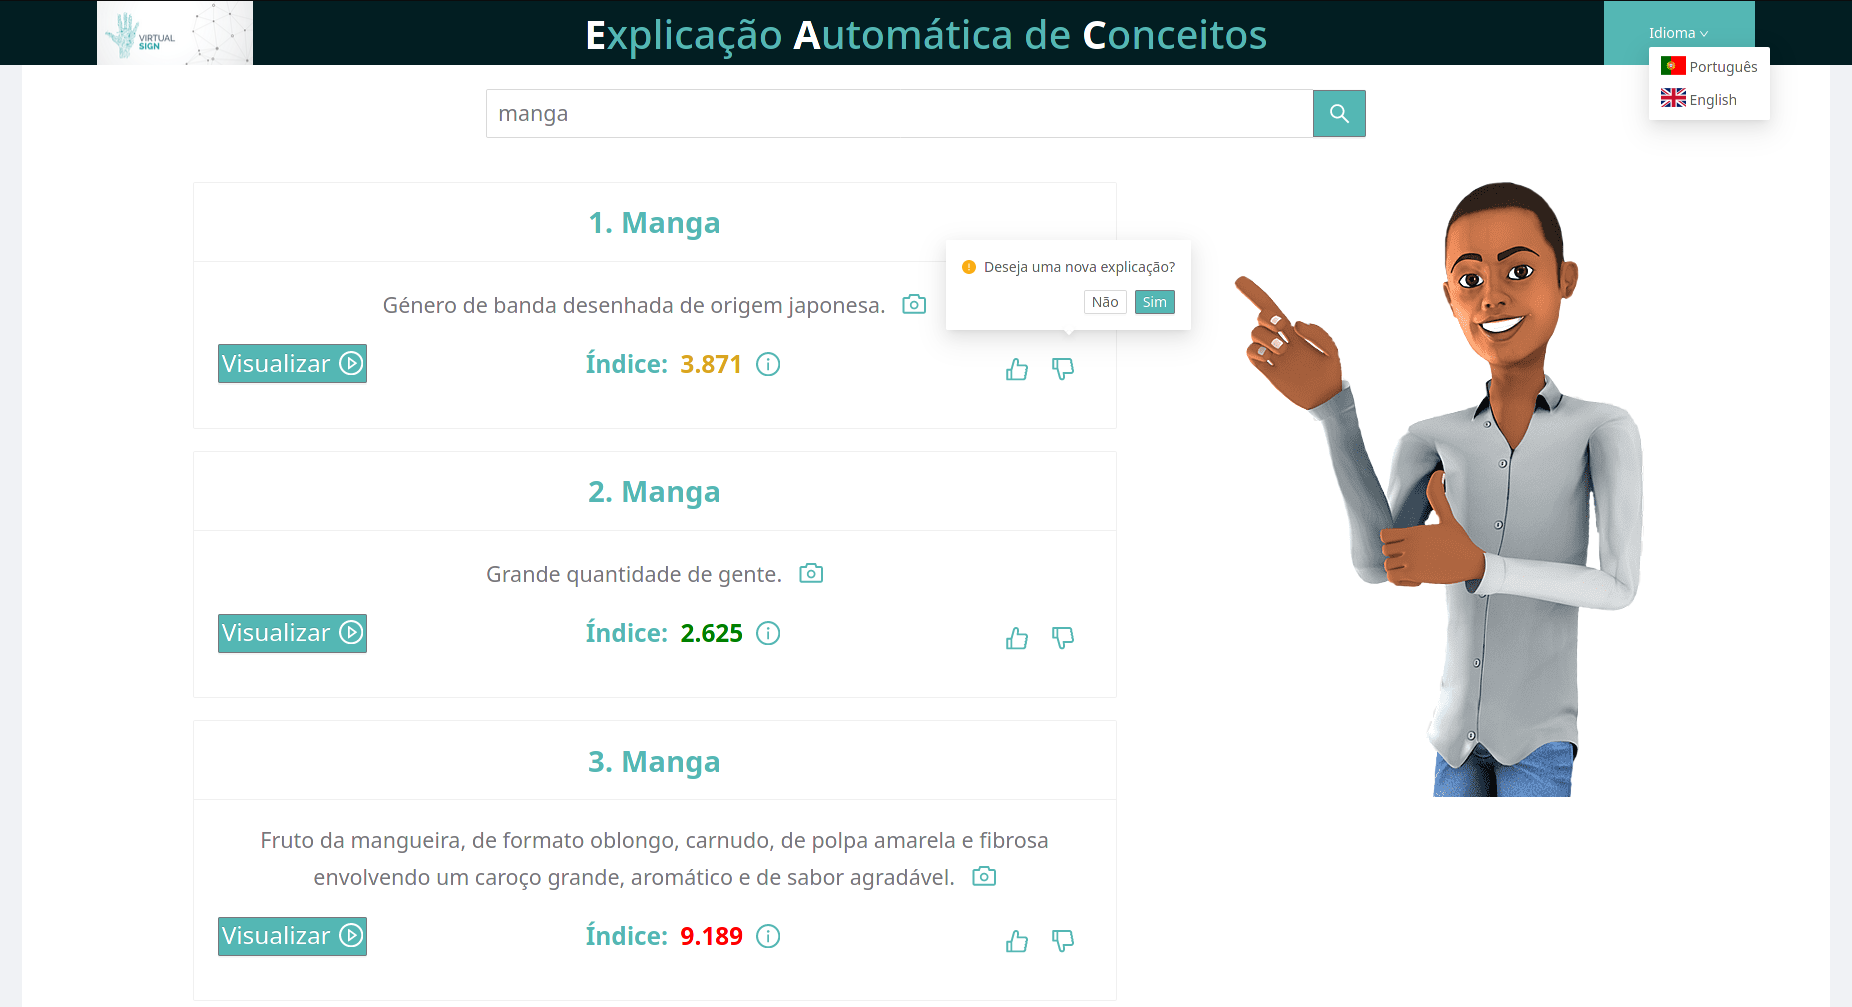 VIRTUAL
SIGN
Explicação Automática de Conceitos
Idioma
Português
English
manga
1. Manga
Deseja uma nova explicação?
Não Sim
Género de banda desenhada de origem japonesa.
Visualizar Índice: 3.871
2. Manga
Grande quantidade de gente.
Visualizar Índice: 2.625
3. Manga
Fruto da mangueira, de formato oblongo, carnudo, de polpa amarela e fibrosa
envolvendo um caroço grande, aromático e de sabor agradável.
Visualizar Índice: 9.189